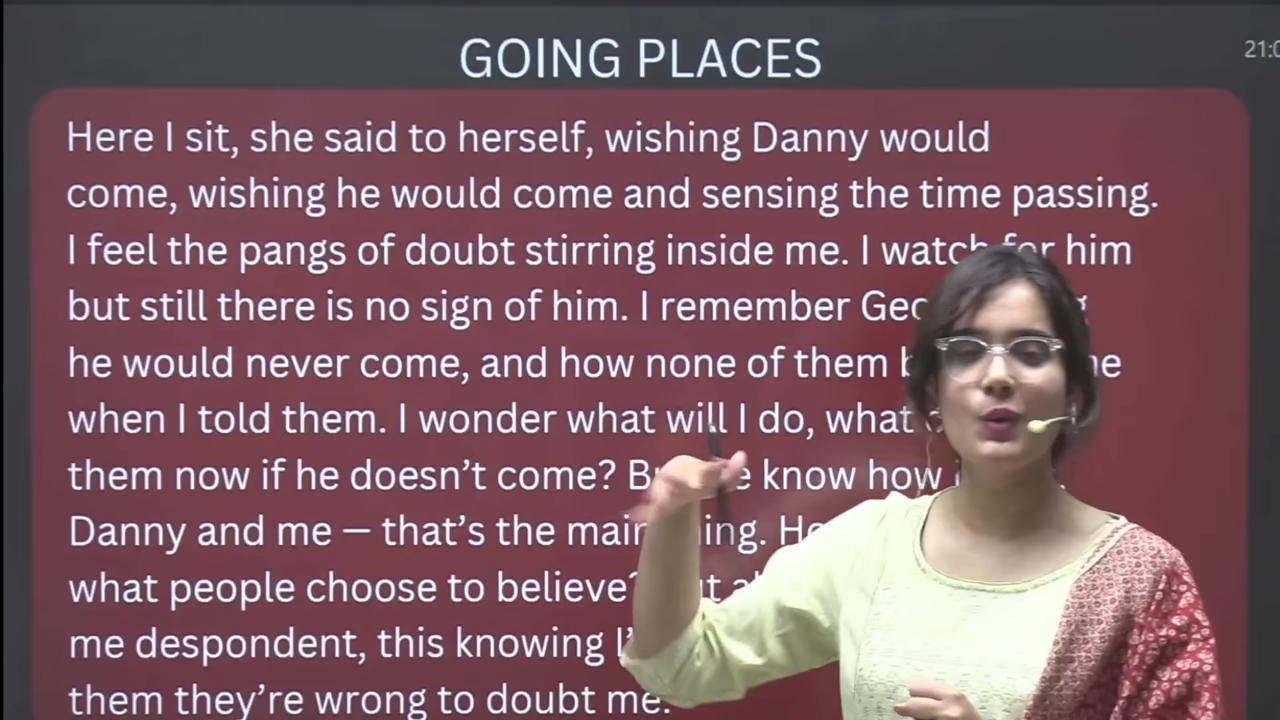 GOING PLACES
21:0
Here I sit, she said to herself, wishing Danny would
come, wishing he would come and sensing the time passing.
I feel the pangs of doubt stirring inside me. I watch for him
but still there is no sign of him. I remember
he would never come, and how none of them
when I told them. I wonder what will I do, what
them now if he doesn't come? know how
Danny and me — that's the main
what people choose to believe?
me despondent, this knowing
them they're wrong to doubt me.